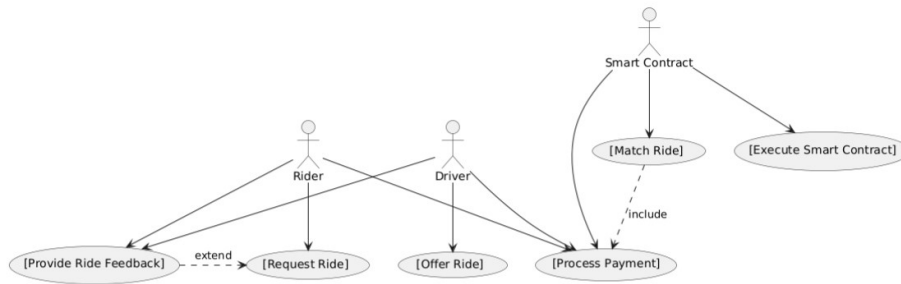 Smart Contract
[Match Ride]
[Execute Smart Contract]
Rider
Driver
include
extend
[Provide Ride Feedback]
[Request Ride]
[Offer Ride]
[Process Payment]